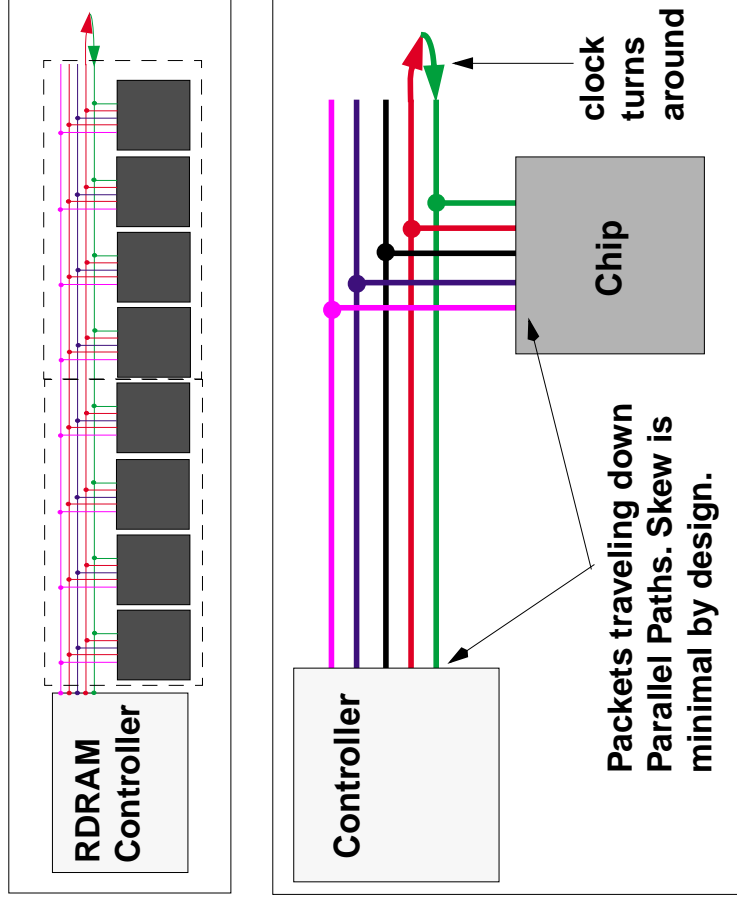 RDRAM
Controller
Controller
Chip
clock
turns
around
Packets traveling down
Parallel Paths. Skew is
minimal by design.